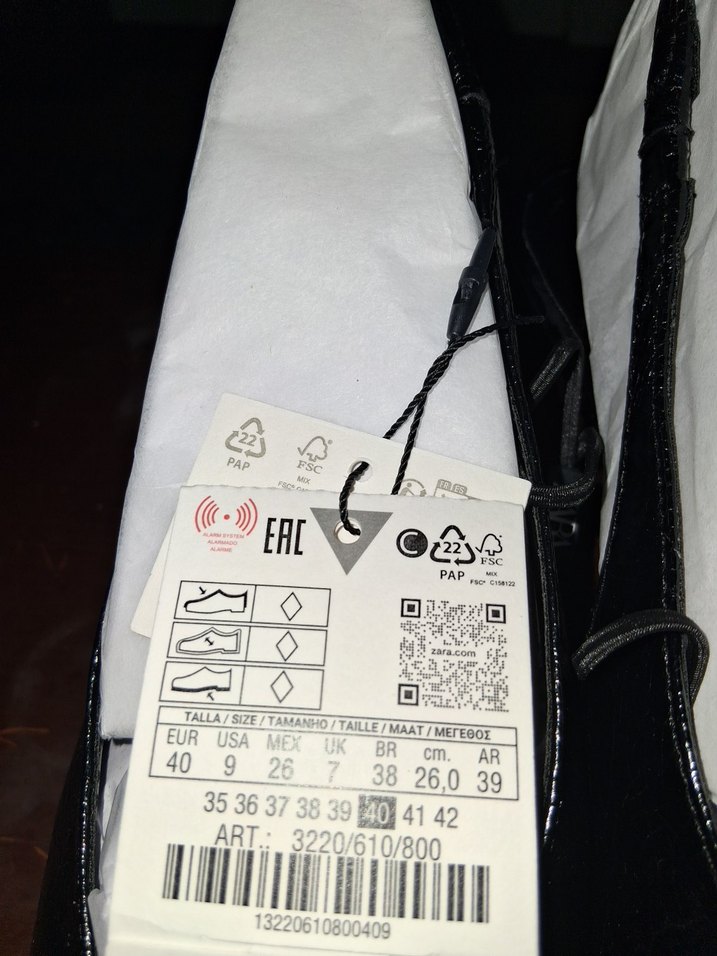 22
PAP
FSC
MIX
FR ES
ALARM SYSTEM
ALARMADO
ALARME
EAC
22
PAP
FSC
MIX
FSC® C158122
zara.com
TALLA / SIZE / TAMANHO / TAILLE / MAAT / ΜΕΓΕΘΟΣ
EUR USA MEX UK BR cm. AR
40 9 26 7 38 26,0 39
35 36 37 38 39 40 41 42
ART.: 3220/610/800
13220610800409